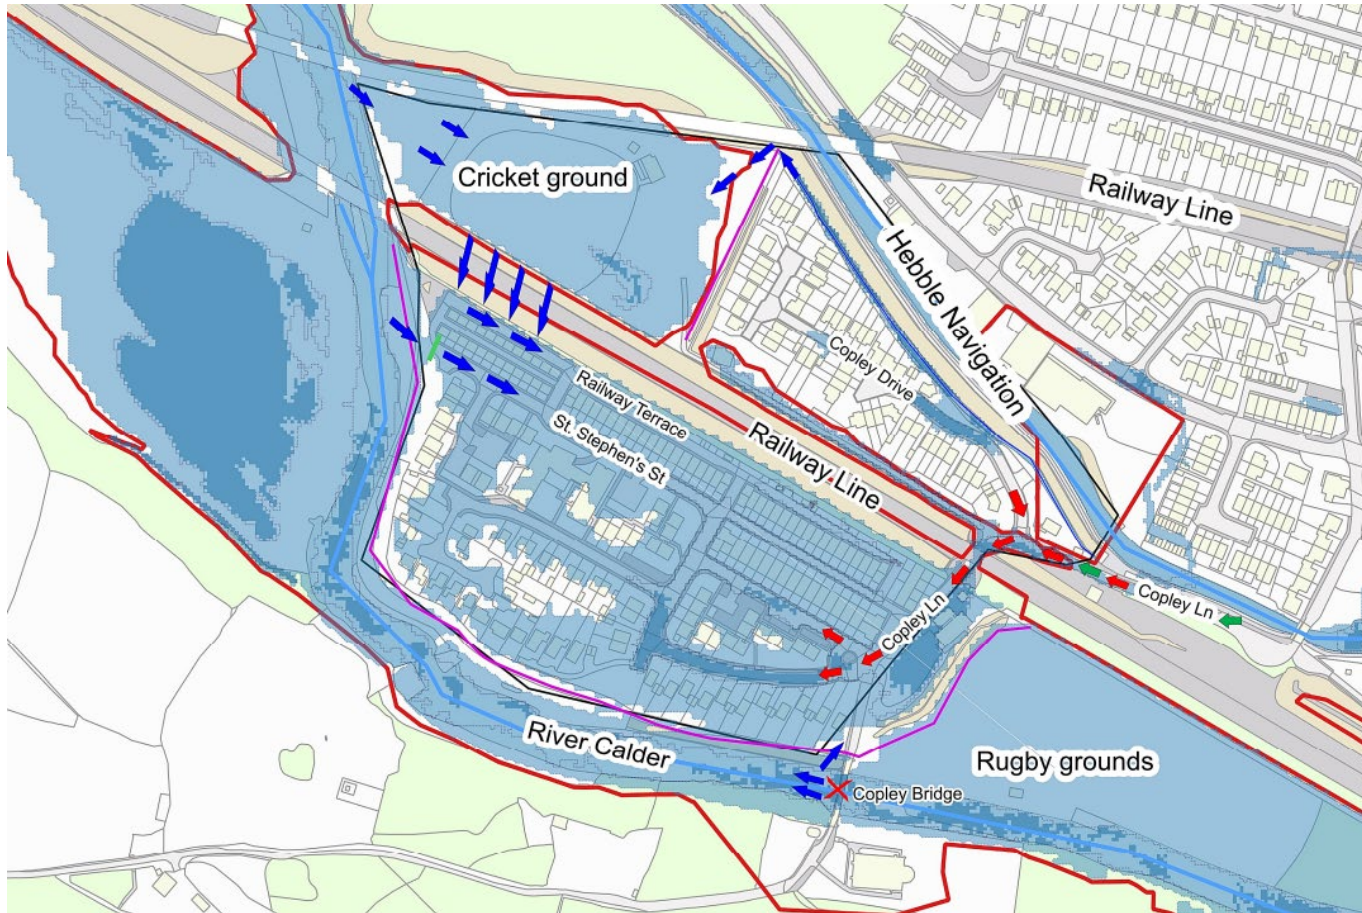 Cricket ground
Railway Line
Hebble Navigation
Copley Drive
Railway Terrace
St. Stephen's St
Railway Line
Copley Ln
Copley Ln
River Calder
Rugby grounds
Copley Bridge